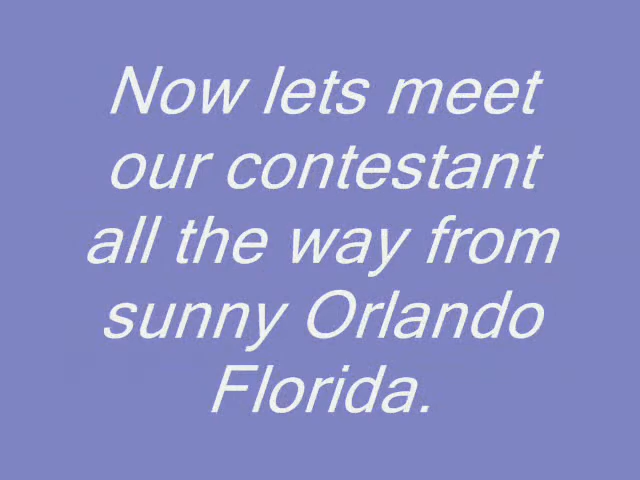 Now lets meet
our contestant
all the way from
sunny Orlando
Florida.